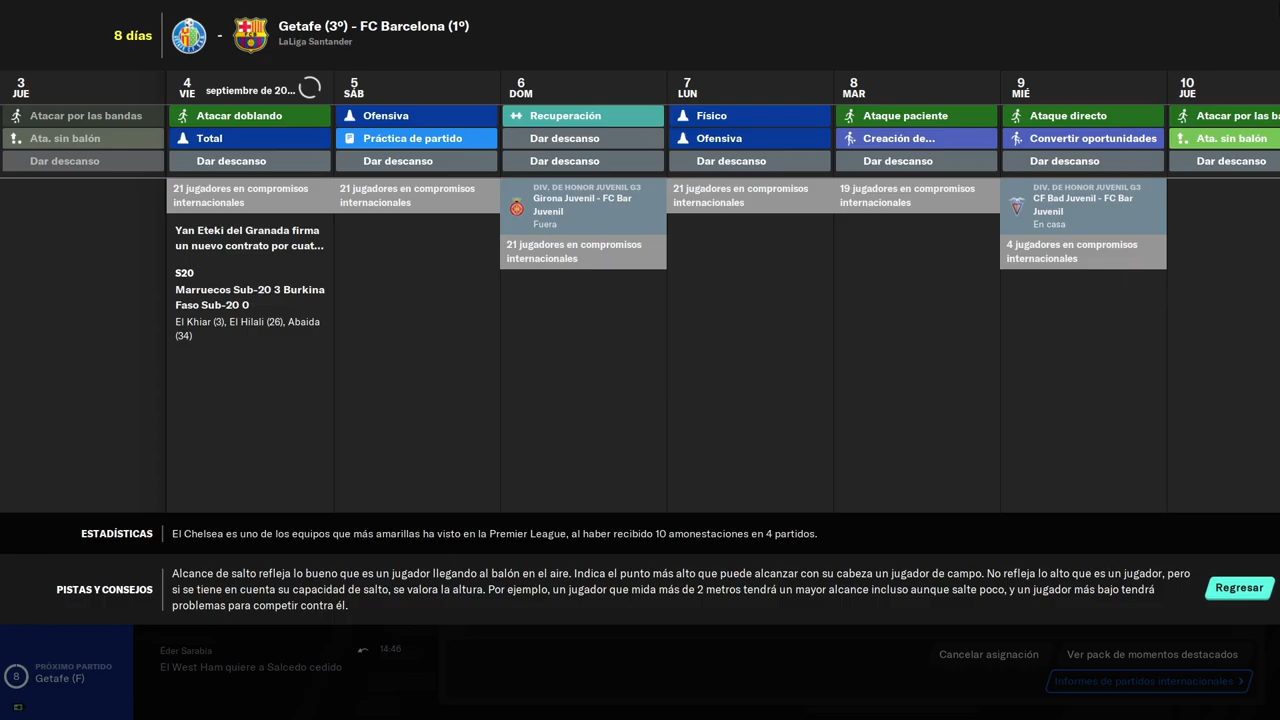 8 días
Getafe (3º) - FC Barcelona (1º)
LaLiga Santander
3
JUE
4
VIE
septiembre de 20...
5
SÁB
6
DOM
7
LUN
8
MAR
9
MIÉ
10
JUE
Atacar por las bandas
Atacar doblando
Ofensiva
Recuperación
Físico
Ataque paciente
Ataque directo
Atacar por las ba
Ata. sin balón
Total
Práctica de partido
Dar descanso
Ofensiva
Creación de...
Convertir oportunidades
Ata. sin balón
Dar descanso
Dar descanso
Dar descanso
Dar descanso
Dar descanso
Dar descanso
Dar descanso
Dar descanso
21 jugadores en compromisos
internacionales
Yan Eteki del Granada firma
un nuevo contrato por cuat...
S20
Marruecos Sub-20 3 Burkina
Faso Sub-20 0
El Khiar (3), El Hilali (26), Abaida
(34)
21 jugadores en compromisos
internacionales
DIV. DE HONOR JUVENIL G3
Girona Juvenil - FC Bar
Juvenil
Fuera
21 jugadores en compromisos
internacionales
21 jugadores en compromisos
internacionales
19 jugadores en compromisos
internacionales
DIV. DE HONOR JUVENIL G3
CF Bad Juvenil - FC Bar
Juvenil
En casa
4 jugadores en compromisos
internacionales
ESTADÍSTICAS
El Chelsea es uno de los equipos que más amarillas ha visto en la Premier League, al haber recibido 10 amonestaciones en 4 partidos.
PISTAS Y CONSEJOS
Alcance de salto refleja lo bueno que es un jugador llegando al balón en el aire. Indica el punto más alto que puede alcanzar con su cabeza un jugador de campo. No refleja lo alto que es un jugador, pero
si se tiene en cuenta su capacidad de salto, se valora la altura. Por ejemplo, un jugador que mida más de 2 metros tendrá un mayor alcance incluso aunque salte poco, y un jugador más bajo tendrá
problemas para competir contra él.
Regresar
8
PRÓXIMO PARTIDO
Getafe (F)
Éder Sarabia
14:46
El West Ham quiere a Salcedo cedido
Cancelar asignación
Ver pack de momentos destacados
Informes de partidos internacionales